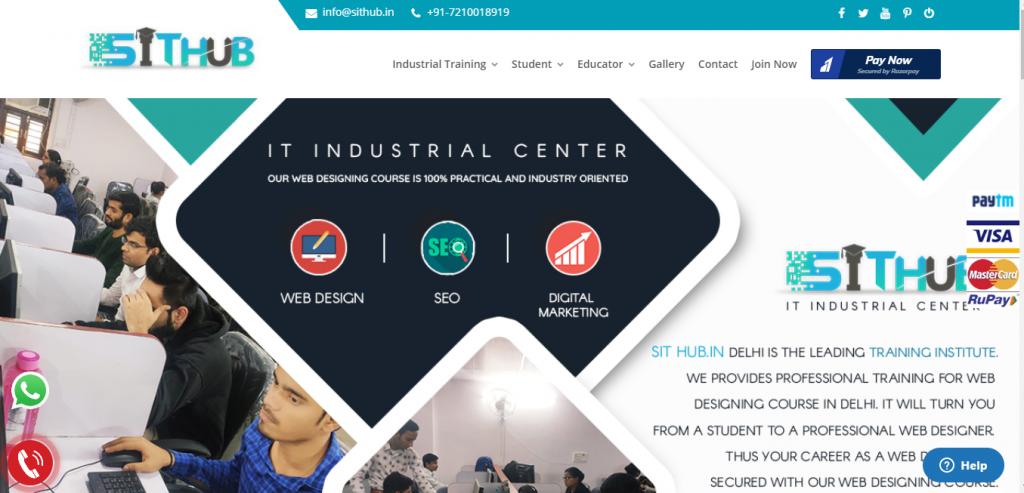 info@sithub.in +91-7210018919
SITHUB
Industrial Training Student Educator Gallery Contact Join Now
Pay Now
Secured by Razorpay
IT INDUSTRIAL CENTER
OUR WEB DESIGNING COURSE IS 100% PRACTICAL AND INDUSTRY ORIENTED
SEO
WEB DESIGN
SEO
DIGITAL
MARKETING
paytm
VISA
MasterCard
RuPay
SITHUB
IT INDUSTRIAL CENTER
SIT HUB.IN DELHI IS THE LEADING TRAINING INSTITUTE.
WE PROVIDES PROFESSIONAL TRAINING FOR WEB
DESIGNING COURSE IN DELHI. IT WILL TURN YOU
FROM A STUDENT TO A PROFESSIONAL WEB DESIGNER.
THUS YOUR CAREER AS A WEB
SECURED WITH OUR WEB DESIGNING COURSE.
Help